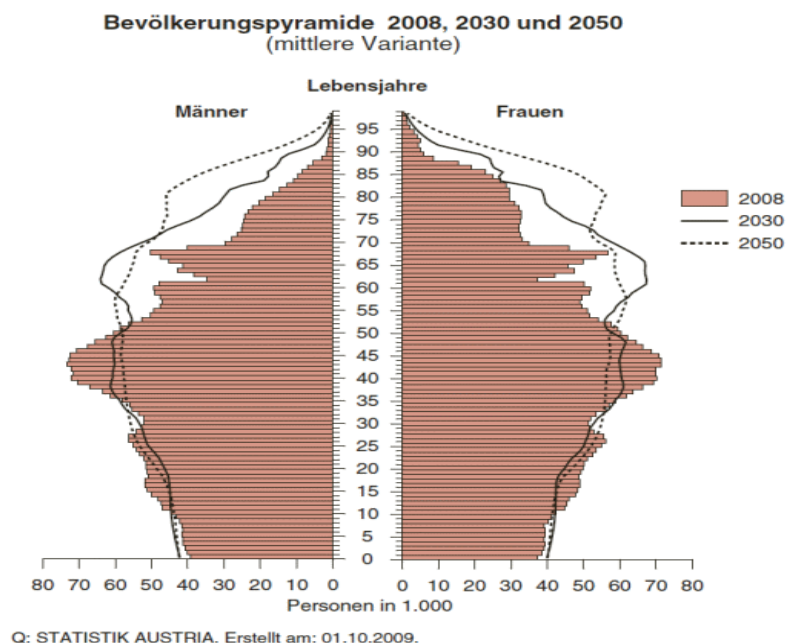 Bevölkerungspyramide 2008, 2030 und 2050
(mittlere Variante)
Lebensjahre
Männer
Frauen
95
90
85
80
75
70
65
60
55
50
45
40
35
30
25
20
15
10
5
0
2008
2030
2050
80 70 60 50 40 30 20 10 0 0 10 20 30 40 50 60 70 80
Personen in 1.000
Q: STATISTIK AUSTRIA. Erstellt am: 01.10.2009.